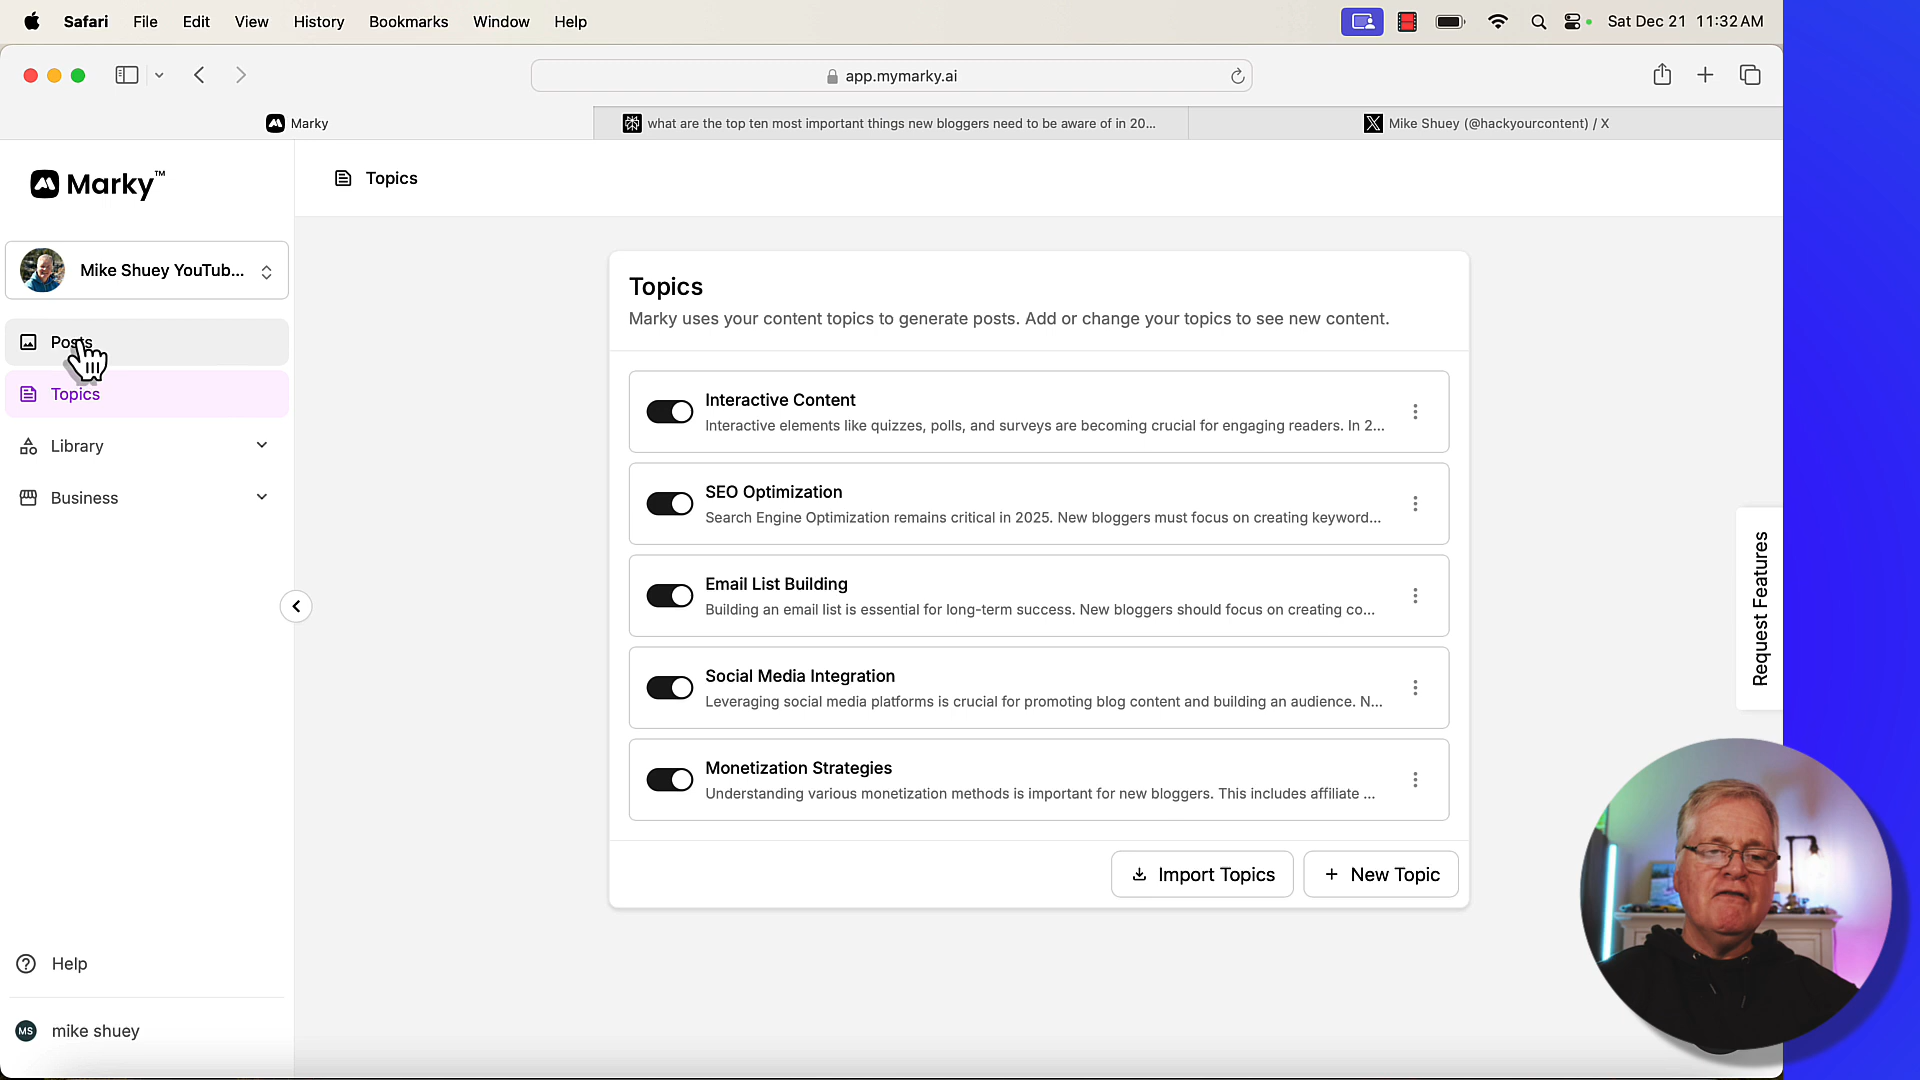 Safari File Edit View History Bookmarks Window Help Sat Dec 21 11:32 AM
app.mymarky.ai
Marky
what are the top ten most important things new bloggers need to be aware of in 20...
Mike Shuey (@hackyourcontent) / X
Marky™
Topics
Mike Shuey YouTub...
Posts
Topics
Library
Business
Help
MS mike shuey
Topics
Marky uses your content topics to generate posts. Add or change your topics to see new content.
Interactive Content
Interactive elements like quizzes, polls, and surveys are becoming crucial for engaging readers. In 2...
SEO Optimization
Search Engine Optimization remains critical in 2025. New bloggers must focus on creating keyword...
Email List Building
Building an email list is essential for long-term success. New bloggers should focus on creating co...
Social Media Integration
Leveraging social media platforms is crucial for promoting blog content and building an audience. N...
Monetization Strategies
Understanding various monetization methods is important for new bloggers. This includes affiliate ...
Import Topics
+ New Topic
Request Features